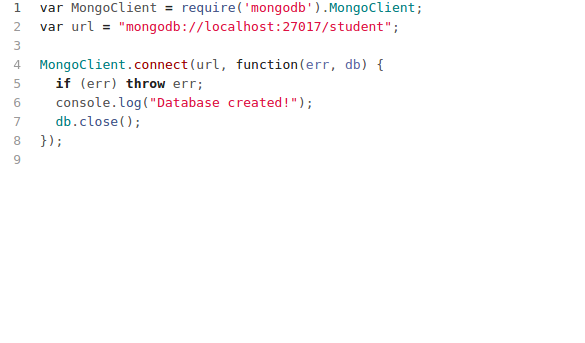 1 var MongoClient = require('mongodb').MongoClient;
2 var url = "mongodb://localhost:27017/student";
3
4 MongoClient.connect(url, function(err, db) {
5   if (err) throw err;
6   console.log("Database created!");
7   db.close();
8 });
9